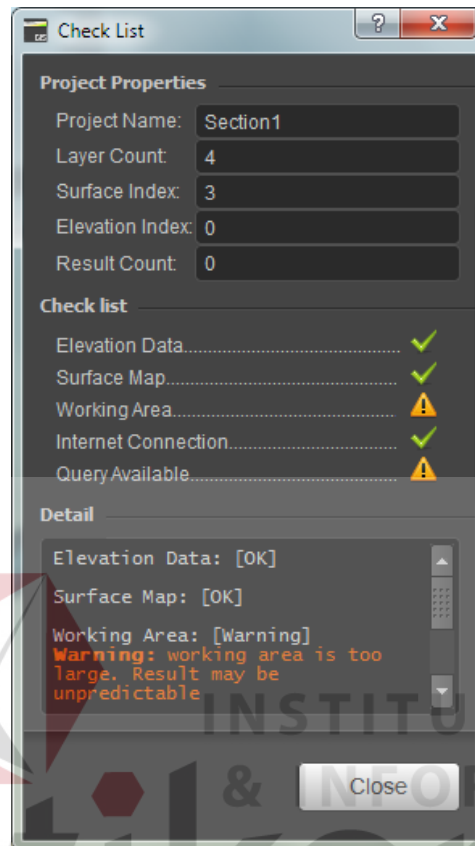 Check List
Project Properties
Project Name: Section1
Layer Count: 4
Surface Index: 3
Elevation Index: 0
Result Count: 0
Check list
Elevation Data
Surface Map
Working Area
Internet Connection
Query Available
Detail
Elevation Data: [OK]
Surface Map: [OK]
Working Area: [Warning]
Warning: working area is too
large. Result may be
unpredictable
INSTITU
& INFOR
Close